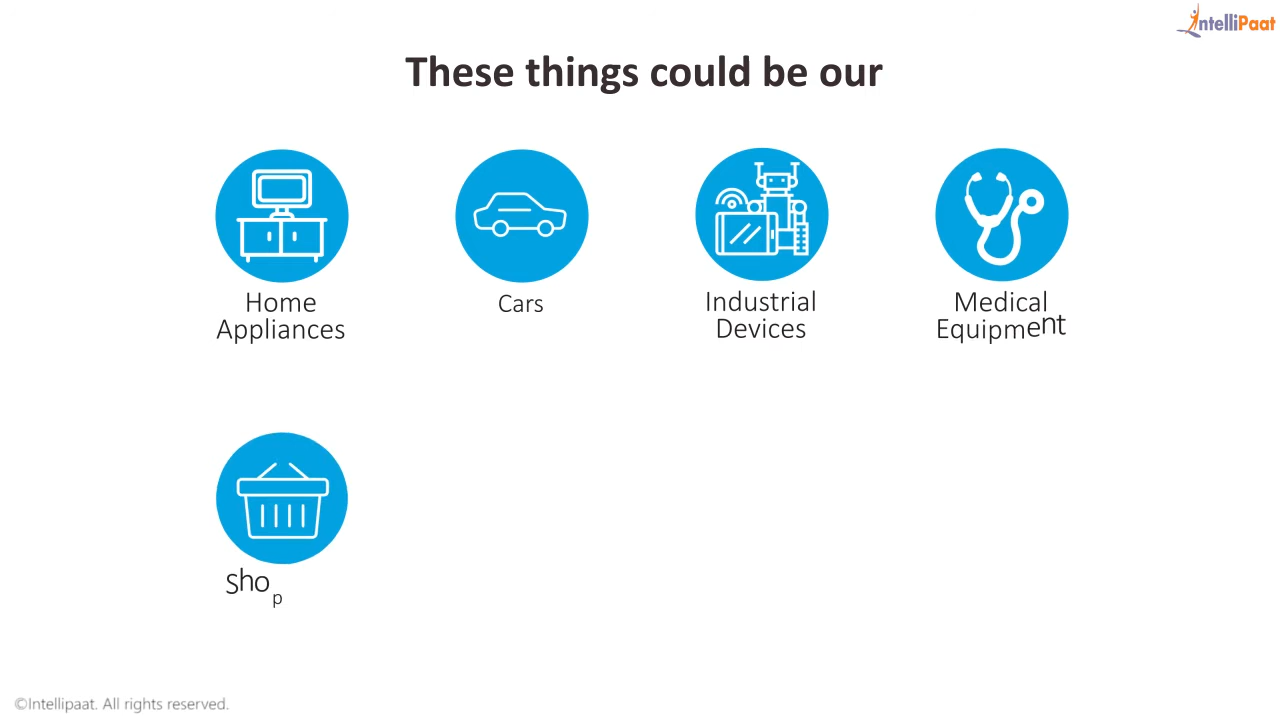 IntelliPaat
These things could be our
Home
Appliances
Cars
Industrial
Devices
Medical
Equipment
Shop
©Intellipaat. All rights reserved.